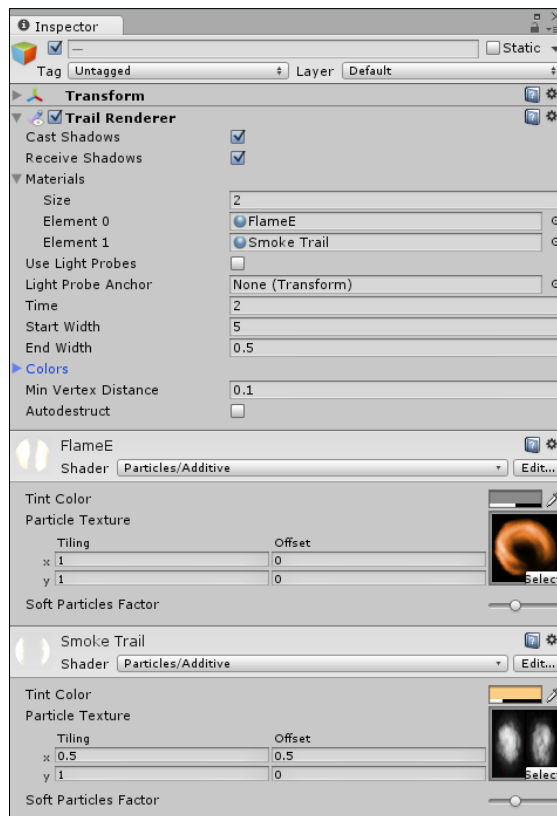 Inspector
— Static
Tag Untagged Layer Default
Transform
Trail Renderer
Cast Shadows
Receive Shadows
Materials
Size 2
Element 0 FlameE
Element 1 Smoke Trail
Use Light Probes
Light Probe Anchor None (Transform)
Time 2
Start Width 5
End Width 0.5
Colors
Min Vertex Distance 0.1
Autodestruct
FlameE
Shader Particles/Additive Edit...
Tint Color
Particle Texture
Tiling Offset
x 1 0
y 1 0
Select
Soft Particles Factor
Smoke Trail
Shader Particles/Additive Edit...
Tint Color
Particle Texture
Tiling Offset
x 0.5 0.5
y 1 0
Select
Soft Particles Factor